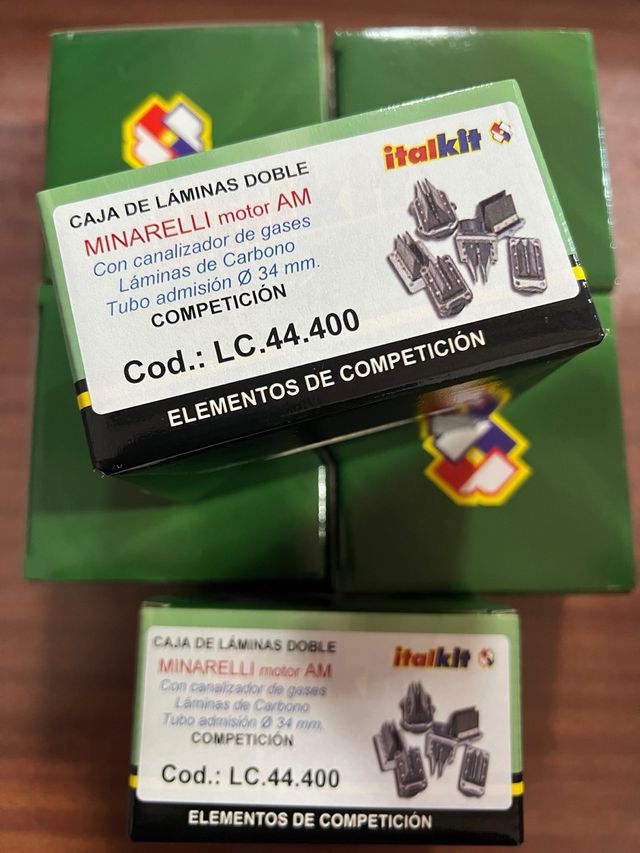 italkit
CAJA DE LÁMINAS DOBLE
MINARELLI motor AM
Con canalizador de gases
Láminas de Carbono
Tubo admisión Ø 34 mm.
COMPETICIÓN
Cod.: LC.44.400
ELEMENTOS DE COMPETICIÓN
CAJA DE LÁMINAS DOBLE
italkit
MINARELLI motor AM
Con canalizador de gases
Láminas de Carbono
Tubo admisión Ø 34 mm.
COMPETICIÓN
Cod.: LC.44.400
ELEMENTOS DE COMPETICIÓN